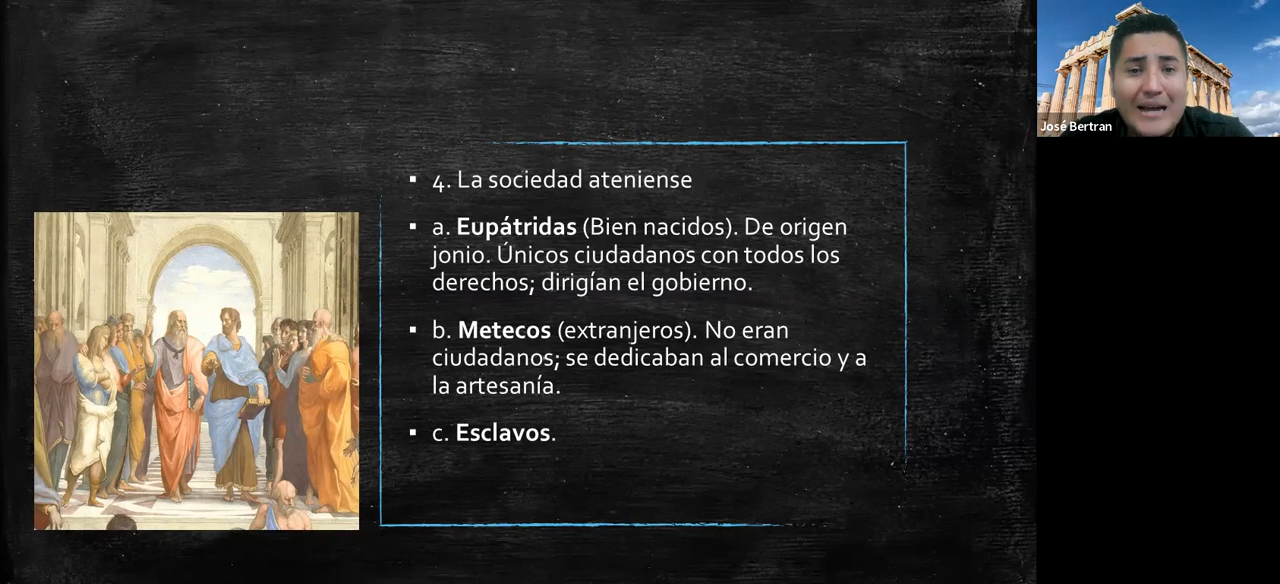 ▪ 4. La sociedad ateniense
▪ a. Eupátridas (Bien nacidos). De origen
jonio. Únicos ciudadanos con todos los
derechos; dirigían el gobierno.
▪ b. Metecos (extranjeros). No eran
ciudadanos; se dedicaban al comercio y a
la artesanía.
▪ c. Esclavos.
José Bertran